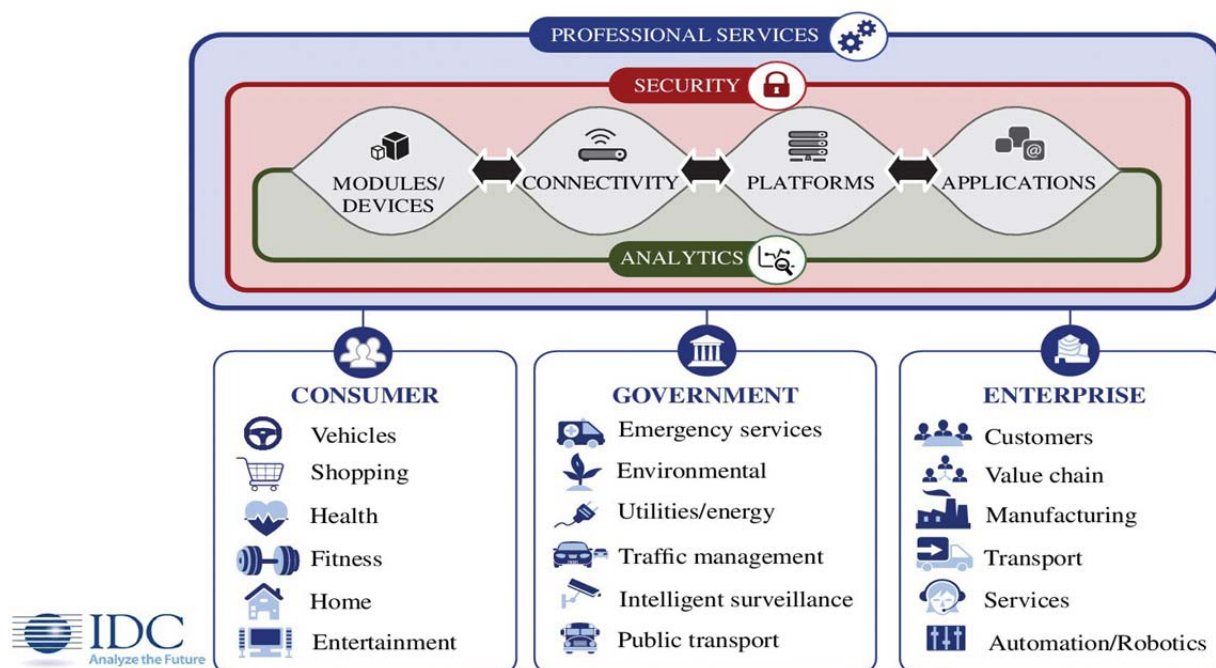 PROFESSIONAL SERVICES
SECURITY
MODULES/
DEVICES
CONNECTIVITY
PLATFORMS
@
APPLICATIONS
ANALYTICS
CONSUMER
Vehicles
Shopping
Health
Fitness
Home
Entertainment
GOVERNMENT
Emergency services
Environmental
Utilities/energy
Traffic management
Intelligent surveillance
Public transport
ENTERPRISE
Customers
Value chain
Manufacturing
Transport
Services
Automation/Robotics
IDC
Analyze the Future